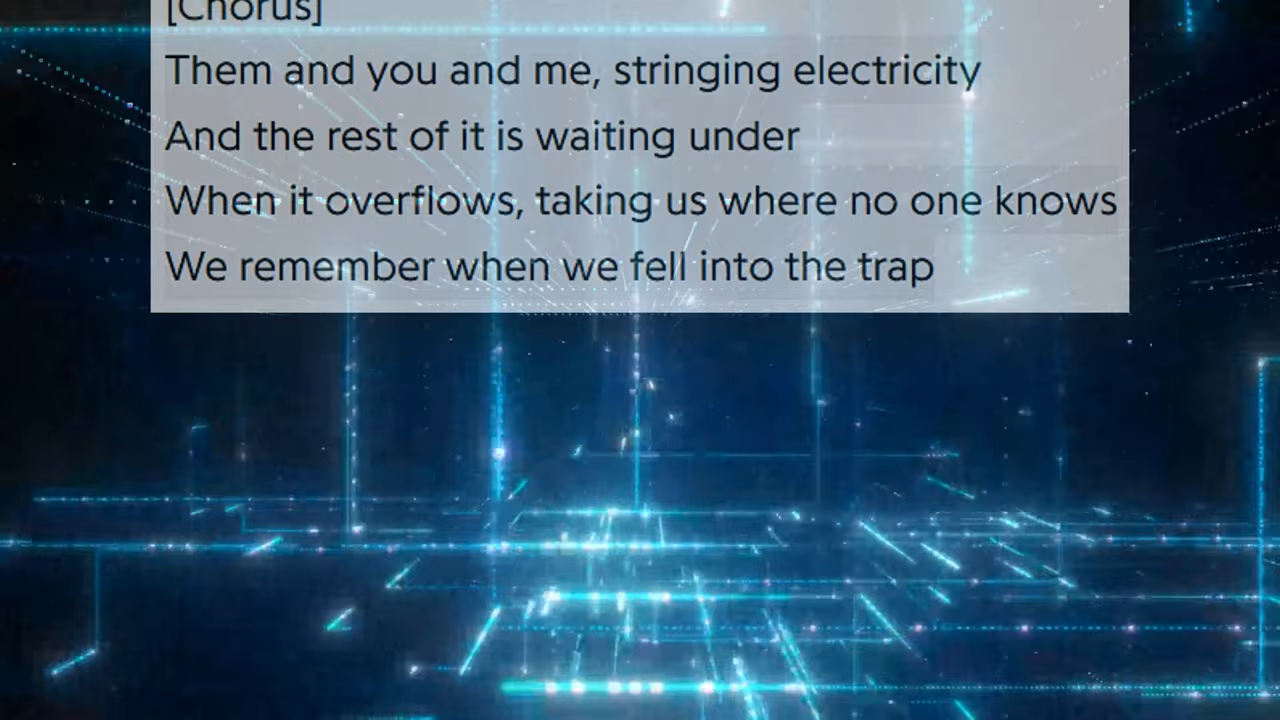 [Chorus]
Them and you and me, stringing electricity
And the rest of it is waiting under
When it overflows, taking us where no one knows
We remember when we fell into the trap